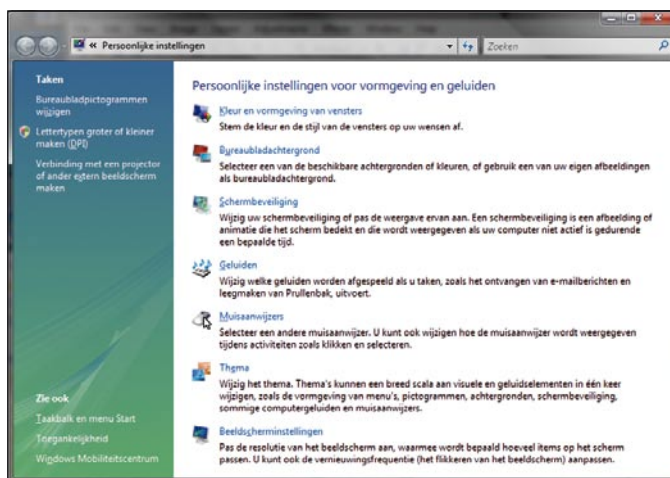 « Persoonlijke instellingen
Zoeken
Taken
Bureaubladpictogrammen
wijzigen
Lettertypen groter of kleiner
maken (DPI)
Verbinding met een projector
of ander extern beeldscherm
maken
Zie ook
Taakbalk en menu Start
Toegankelijkheid
Windows Mobiliteitscentrum
Persoonlijke instellingen voor vormgeving en geluiden
Kleur en vormgeving van vensters
Stem de kleur en de stijl van de vensters op uw wensen af.
Bureaubladachtergrond
Selecteer een van de beschikbare achtergronden of kleuren, of gebruik een van uw eigen afbeeldingen
als bureaubladachtergrond.
Schermbeveiliging
Wijzig uw schermbeveiliging of pas de weergave ervan aan. Een schermbeveiliging is een afbeelding of
animatie die het scherm bedekt en die wordt weergegeven als uw computer niet actief is gedurende
een bepaalde tijd.
Geluiden
Wijzig welke geluiden worden afgespeeld als u taken, zoals het ontvangen van e-mailberichten en
leegmaken van Prullenbak, uitvoert.
Muisaanwijzers
Selecteer een andere muisaanwijzer. U kunt ook wijzigen hoe de muisaanwijzer wordt weergegeven
tijdens activiteiten zoals klikken en selecteren.
Thema
Wijzig het thema. Thema's kunnen een breed scala aan visuele en geluidselementen in één keer
wijzigen, zoals de vormgeving van menu's, pictogrammen, achtergronden, schermbeveiliging,
sommige computergeluiden en muisaanwijzers.
Beeldscherminstellingen
Pas de resolutie van het beeldscherm aan, waarmee wordt bepaald hoeveel items op het scherm
passen. U kunt ook de vernieuwingsfrequentie (het flikkeren van het beeldscherm) aanpassen.